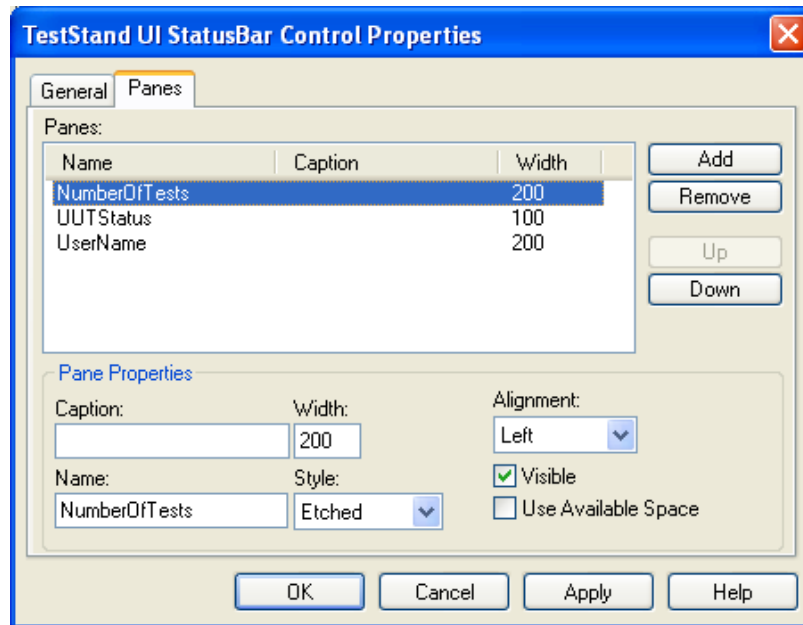 TestStand UI StatusBar Control Properties
General Panes
Panes:
Name Caption Width
NumberOfTests 200
UUTStatus 100
UserName 200
Add
Remove
Up
Down
Pane Properties
Caption: Width: Alignment:
200 Left
Name: Style: Visible
NumberOfTests Etched Use Available Space
OK Cancel Apply Help